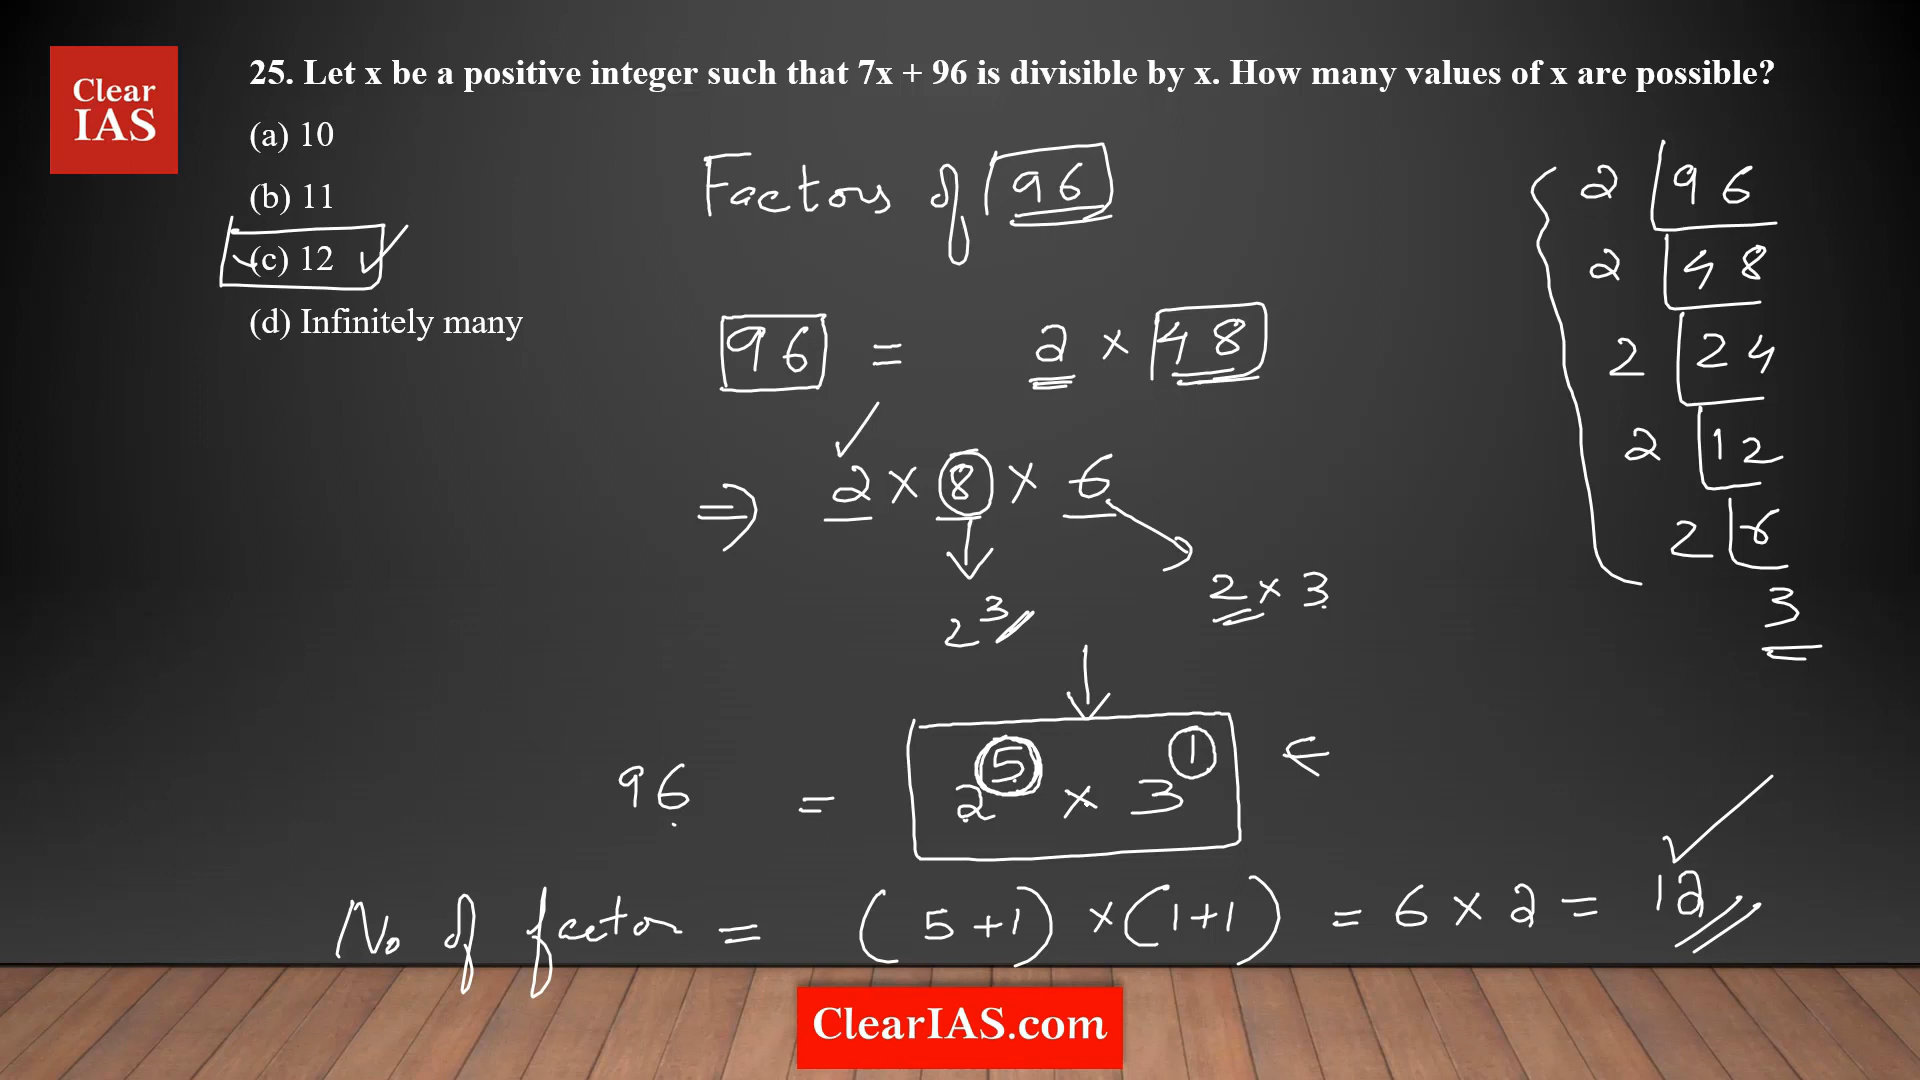 Clear
IAS
25. Let x be a positive integer such that 7x + 96 is divisible by x. How many values of x are possible?
(a) 10
(b) 11
(c) 12
(d) Infinitely many
Factors of 96
96 = 2 × 48
⇒ 2 × 8 × 6
2³
2 × 3
96 = 2⁵ × 3¹
No of factor = (5+1) × (1+1) = 6 × 2 = 12
2 96
2 48
2 24
2 12
2 6
3
ClearIAS.com